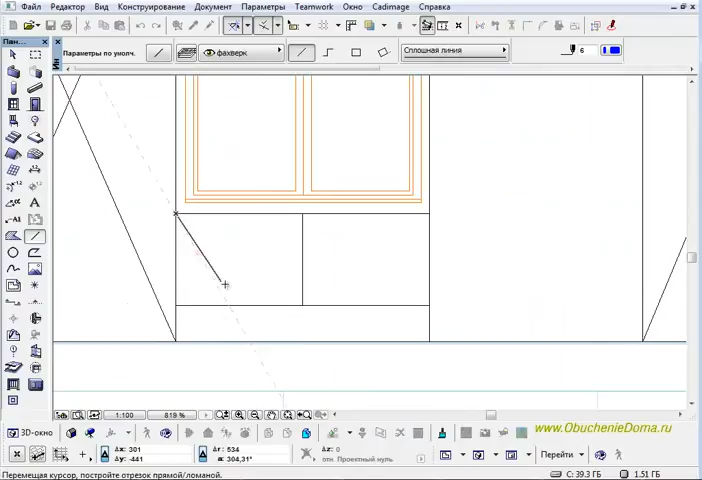 Файл Редактор Вид Конструирование Документ Параметры Teamwork Окно Cadimage Справка
Пан...
Ин
Параметры по умолч.
фахверк
Сплошная линия
6
1:100
819 %
www.ObuchenieDoma.ru
3D-окно
Перейти
Δx: 301
Δy: -441
Δr: 534
α: 304,31°
Δz: 0
отн. Проектный нуль
Перемещая курсор, постройте отрезок прямой/ломаной.
C: 39.3 ГБ
1.51 ГБ